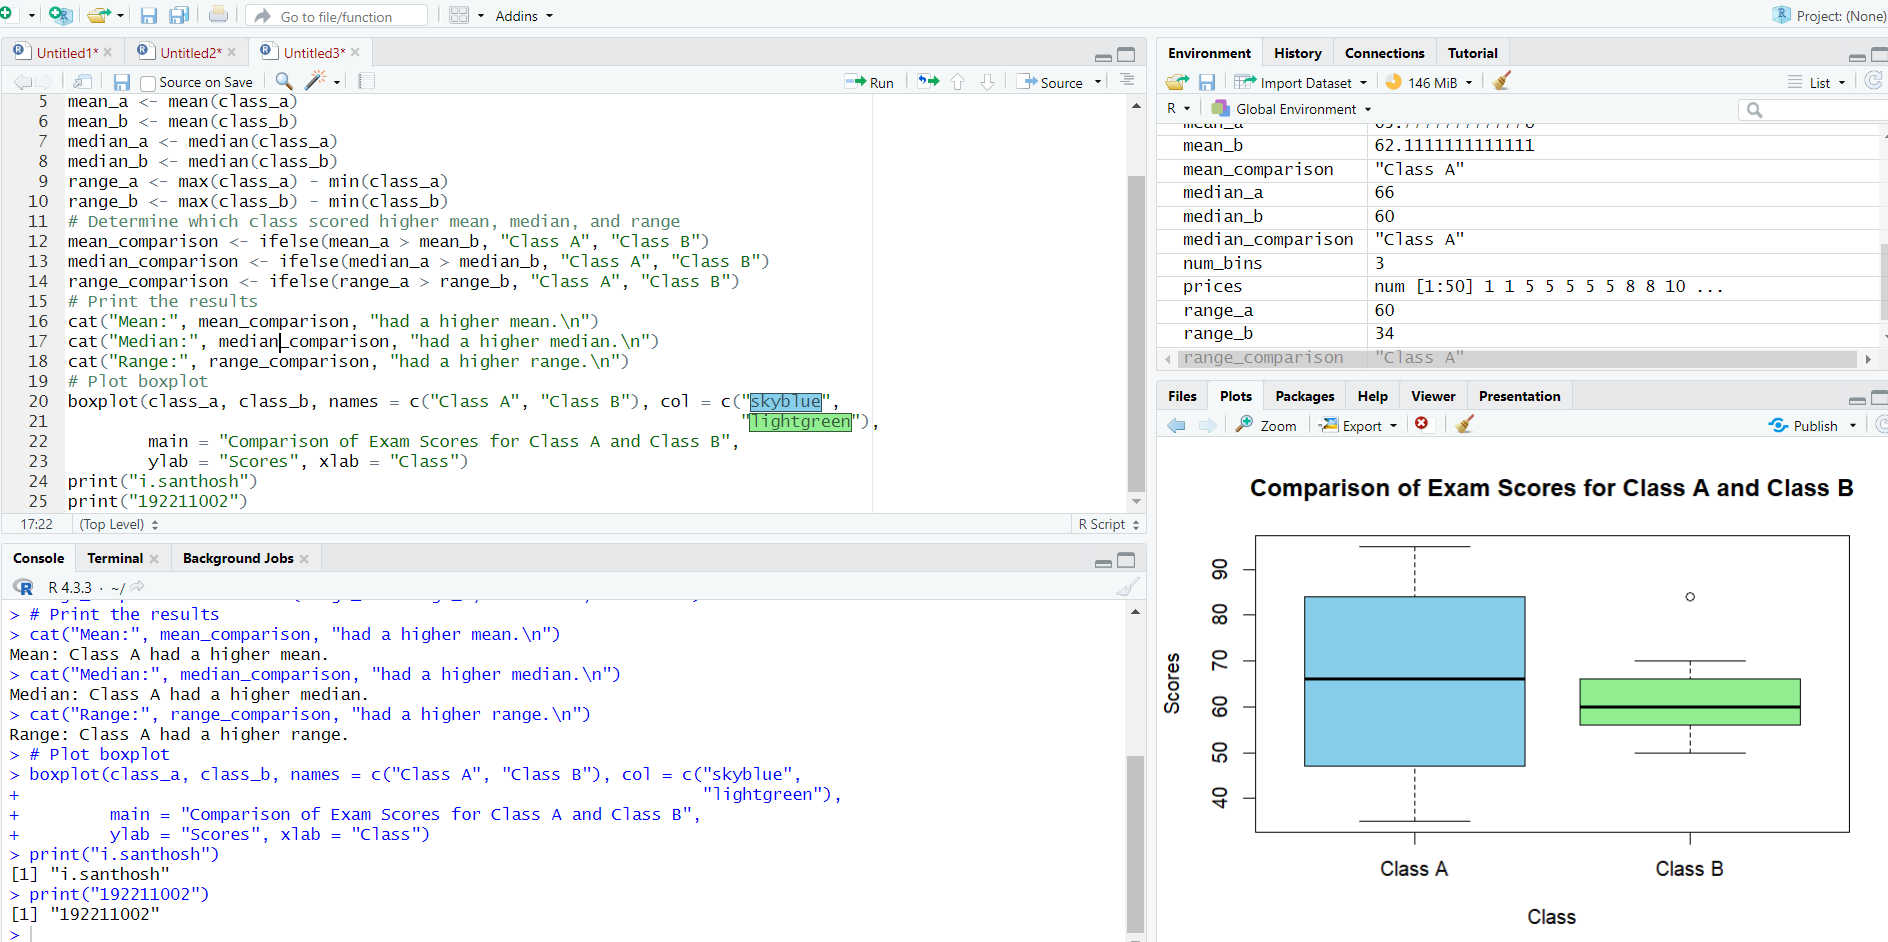 Go to file/function
Addins
Project: (None)
Untitled1*
Untitled2*
Untitled3*
Source on Save
Run
Source
5 mean_a <- mean(class_a)
6 mean_b <- mean(class_b)
7 median_a <- median(class_a)
8 median_b <- median(class_b)
9 range_a <- max(class_a) - min(class_a)
10 range_b <- max(class_b) - min(class_b)
11 # Determine which class scored higher mean, median, and range
12 mean_comparison <- ifelse(mean_a > mean_b, "Class A", "Class B")
13 median_comparison <- ifelse(median_a > median_b, "Class A", "Class B")
14 range_comparison <- ifelse(range_a > range_b, "Class A", "Class B")
15 # Print the results
16 cat("Mean:", mean_comparison, "had a higher mean.\n")
17 cat("Median:", median_comparison, "had a higher median.\n")
18 cat("Range:", range_comparison, "had a higher range.\n")
19 # Plot boxplot
20 boxplot(class_a, class_b, names = c("Class A", "Class B"), col = c("skyblue",
21 "lightgreen"),
22 main = "Comparison of Exam Scores for Class A and Class B",
23 ylab = "Scores", xlab = "Class")
24 print("i.santhosh")
25 print("192211002")
17:22 (Top Level) R Script
Console Terminal Background Jobs
R 4.3.3 · ~/
> # Print the results
> cat("Mean:", mean_comparison, "had a higher mean.\n")
Mean: Class A had a higher mean.
> cat("Median:", median_comparison, "had a higher median.\n")
Median: Class A had a higher median.
> cat("Range:", range_comparison, "had a higher range.\n")
Range: Class A had a higher range.
> # Plot boxplot
> boxplot(class_a, class_b, names = c("Class A", "Class B"), col = c("skyblue",
+ "lightgreen"),
+ main = "Comparison of Exam Scores for Class A and Class B",
+ ylab = "Scores", xlab = "Class")
> print("i.santhosh")
[1] "i.santhosh"
> print("192211002")
[1] "192211002"
>
Environment History Connections Tutorial
Import Dataset 146 MiB List
R Global Environment
mean_a
mean_b 62.1111111111111
mean_comparison "Class A"
median_a 66
median_b 60
median_comparison "Class A"
num_bins 3
prices num [1:50] 1 1 5 5 5 5 5 8 8 10 ...
range_a 60
range_b 34
range_comparison "Class A"
Files Plots Packages Help Viewer Presentation
Zoom Export Publish
Comparison of Exam Scores for Class A and Class B
Scores
90
80
70
60
50
40
Class A Class B
Class